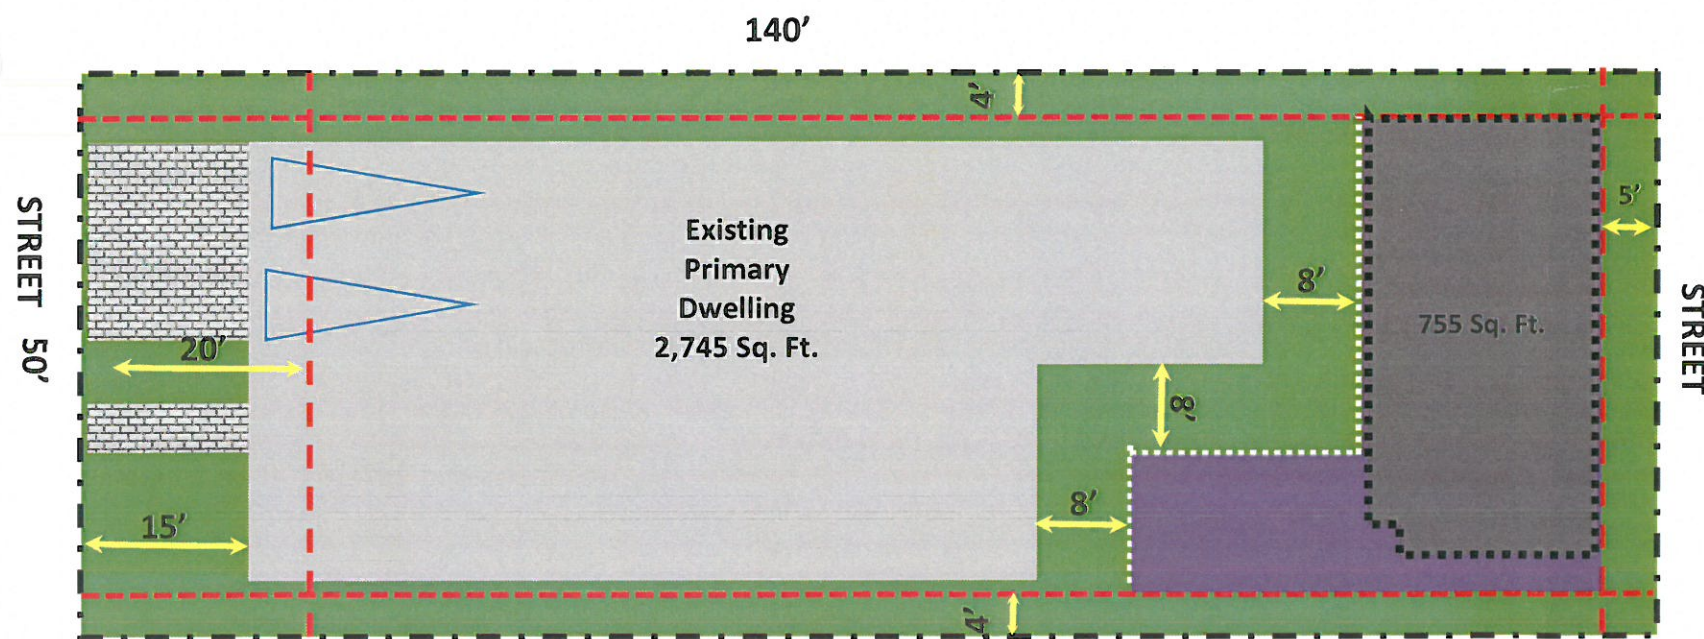 140’
4’
STREET 50’
Existing
Primary
Dwelling
2,745 Sq. Ft.
5’
8’
755 Sq. Ft.
STREET
20’
8’
8’
15’
4’